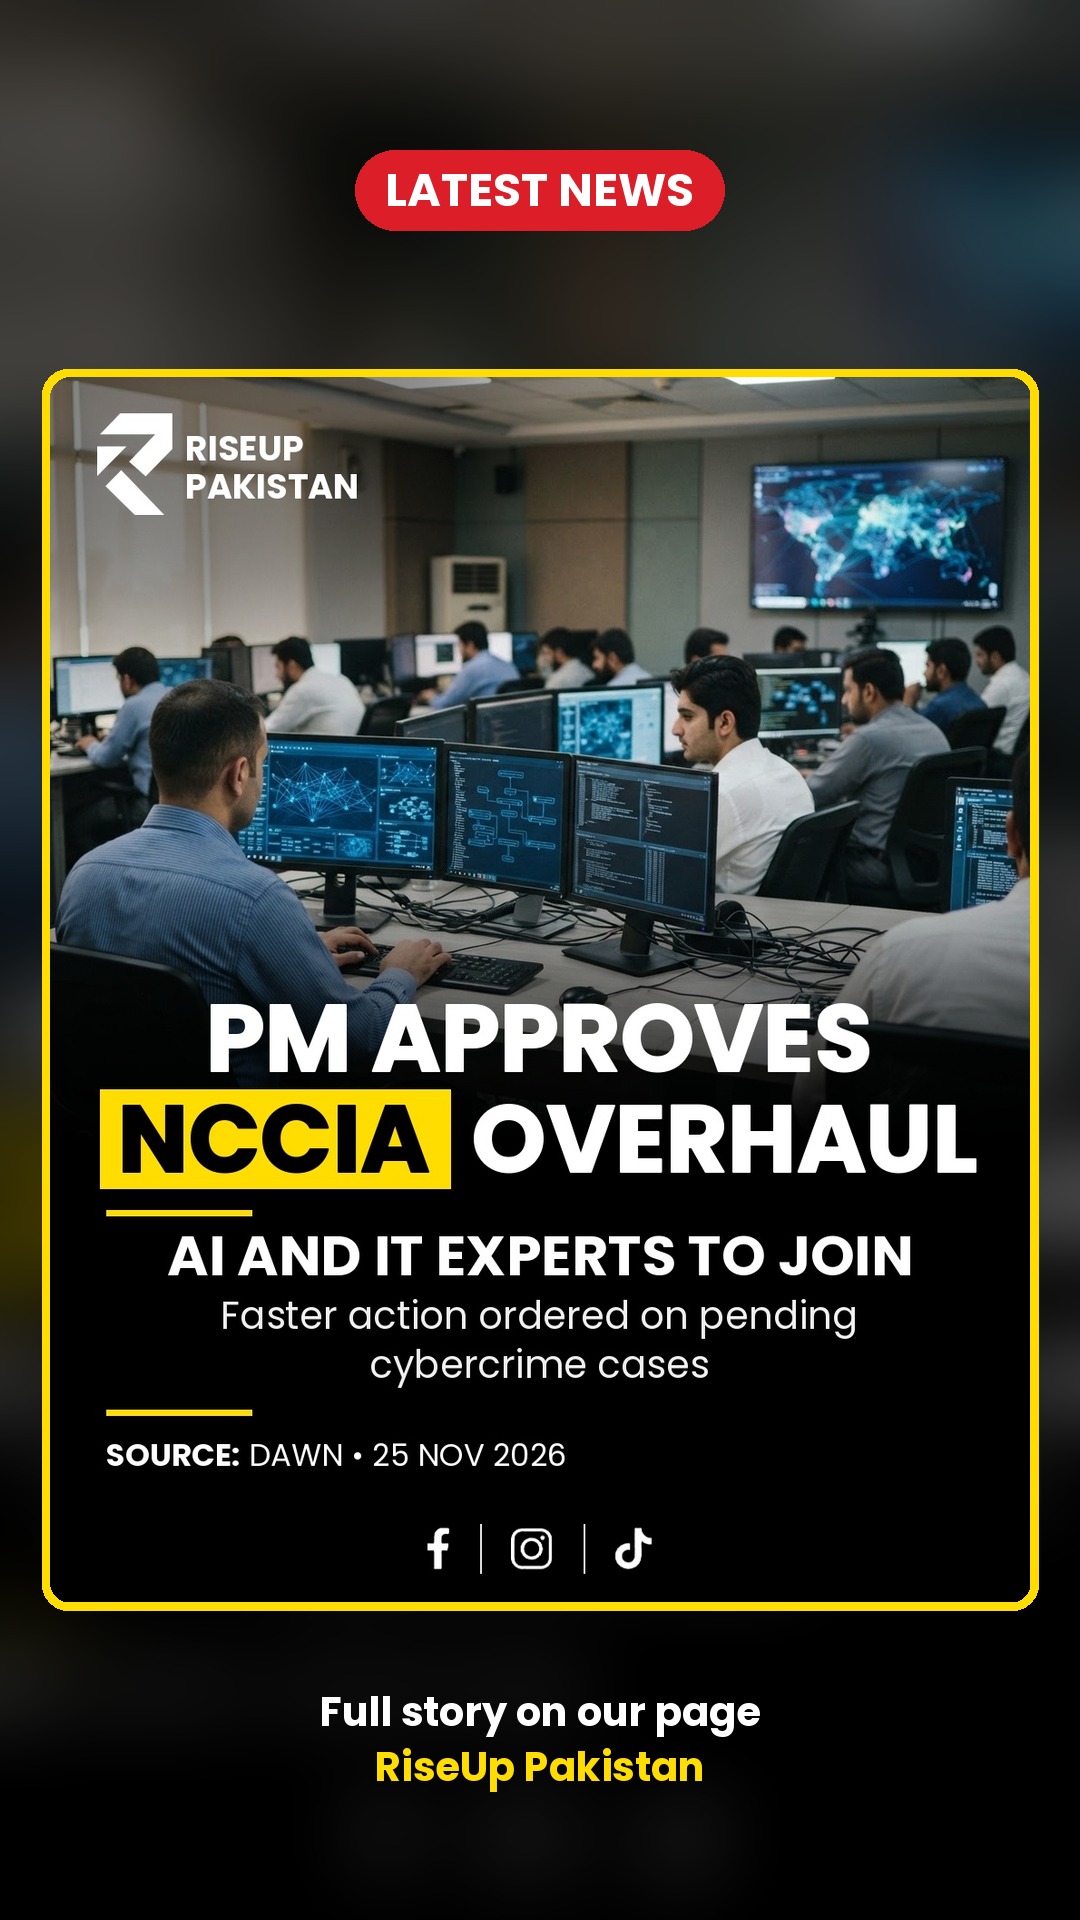 LATEST NEWS
RISEUP
PAKISTAN
PM APPROVES
NCCIA OVERHAUL
AI AND IT EXPERTS TO JOIN
Faster action ordered on pending
cybercrime cases
SOURCE: DAWN • 25 NOV 2026
Full story on our page
RiseUp Pakistan